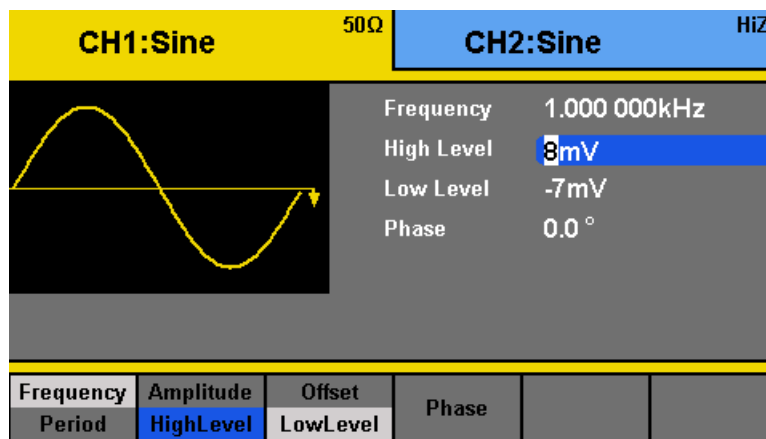 CH1:Sine
50Ω
CH2:Sine
HiZ
Frequency 1.000 000kHz
High Level 8mV
Low Level -7mV
Phase 0.0 °
Frequency Amplitude Offset Phase
Period HighLevel LowLevel